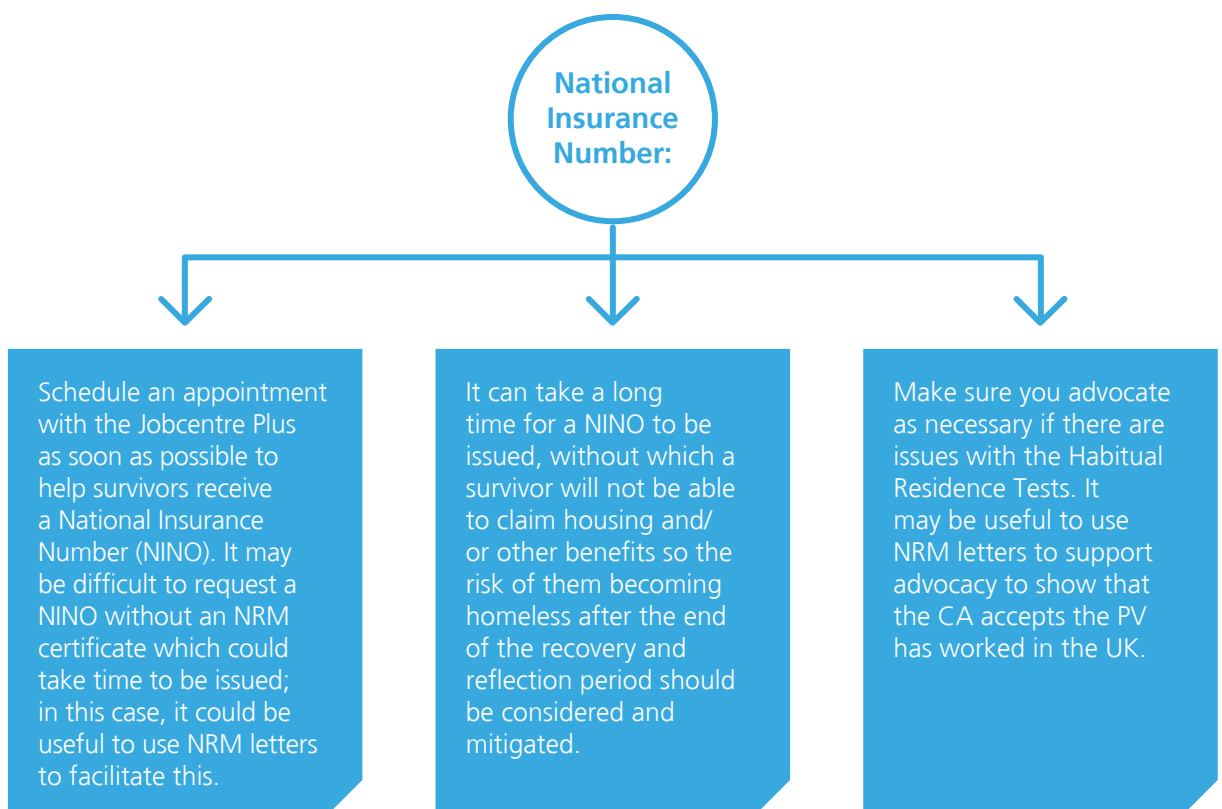 National
Insurance
Number:
Schedule an appointment
with the Jobcentre Plus
as soon as possible to
help survivors receive
a National Insurance
Number (NINO). It may
be difficult to request a
NINO without an NRM
certificate which could
take time to be issued;
in this case, it could be
useful to use NRM letters
to facilitate this.
It can take a long
time for a NINO to be
issued, without which a
survivor will not be able
to claim housing and/
or other benefits so the
risk of them becoming
homeless after the end
of the recovery and
reflection period should
be considered and
mitigated.
Make sure you advocate
as necessary if there are
issues with the Habitual
Residence Tests. It
may be useful to use
NRM letters to support
advocacy to show that
the CA accepts the PV
has worked in the UK.